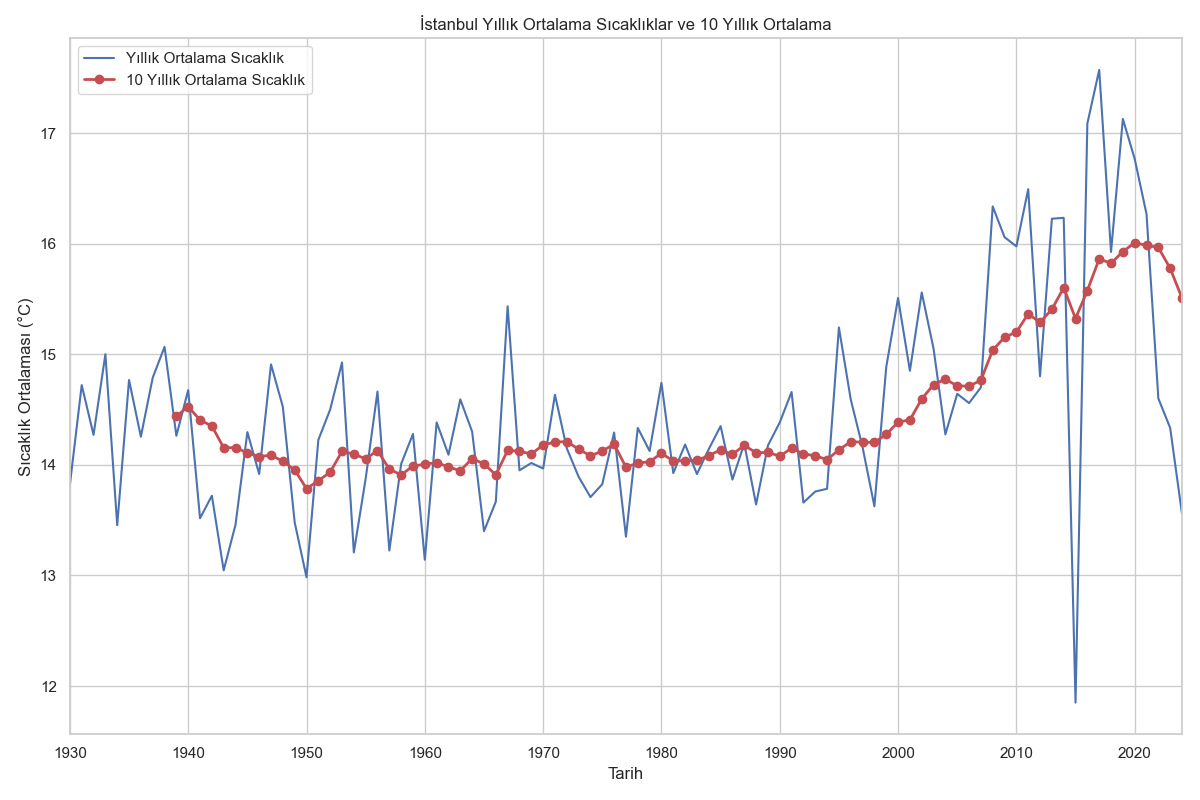 İstanbul Yıllık Ortalama Sıcaklıklar ve 10 Yıllık Ortalama
Yıllık Ortalama Sıcaklık
10 Yıllık Ortalama Sıcaklık
Sıcaklık Ortalaması (°C)
17
16
15
14
13
12
1930 1940 1950 1960 1970 1980 1990 2000 2010 2020
Tarih